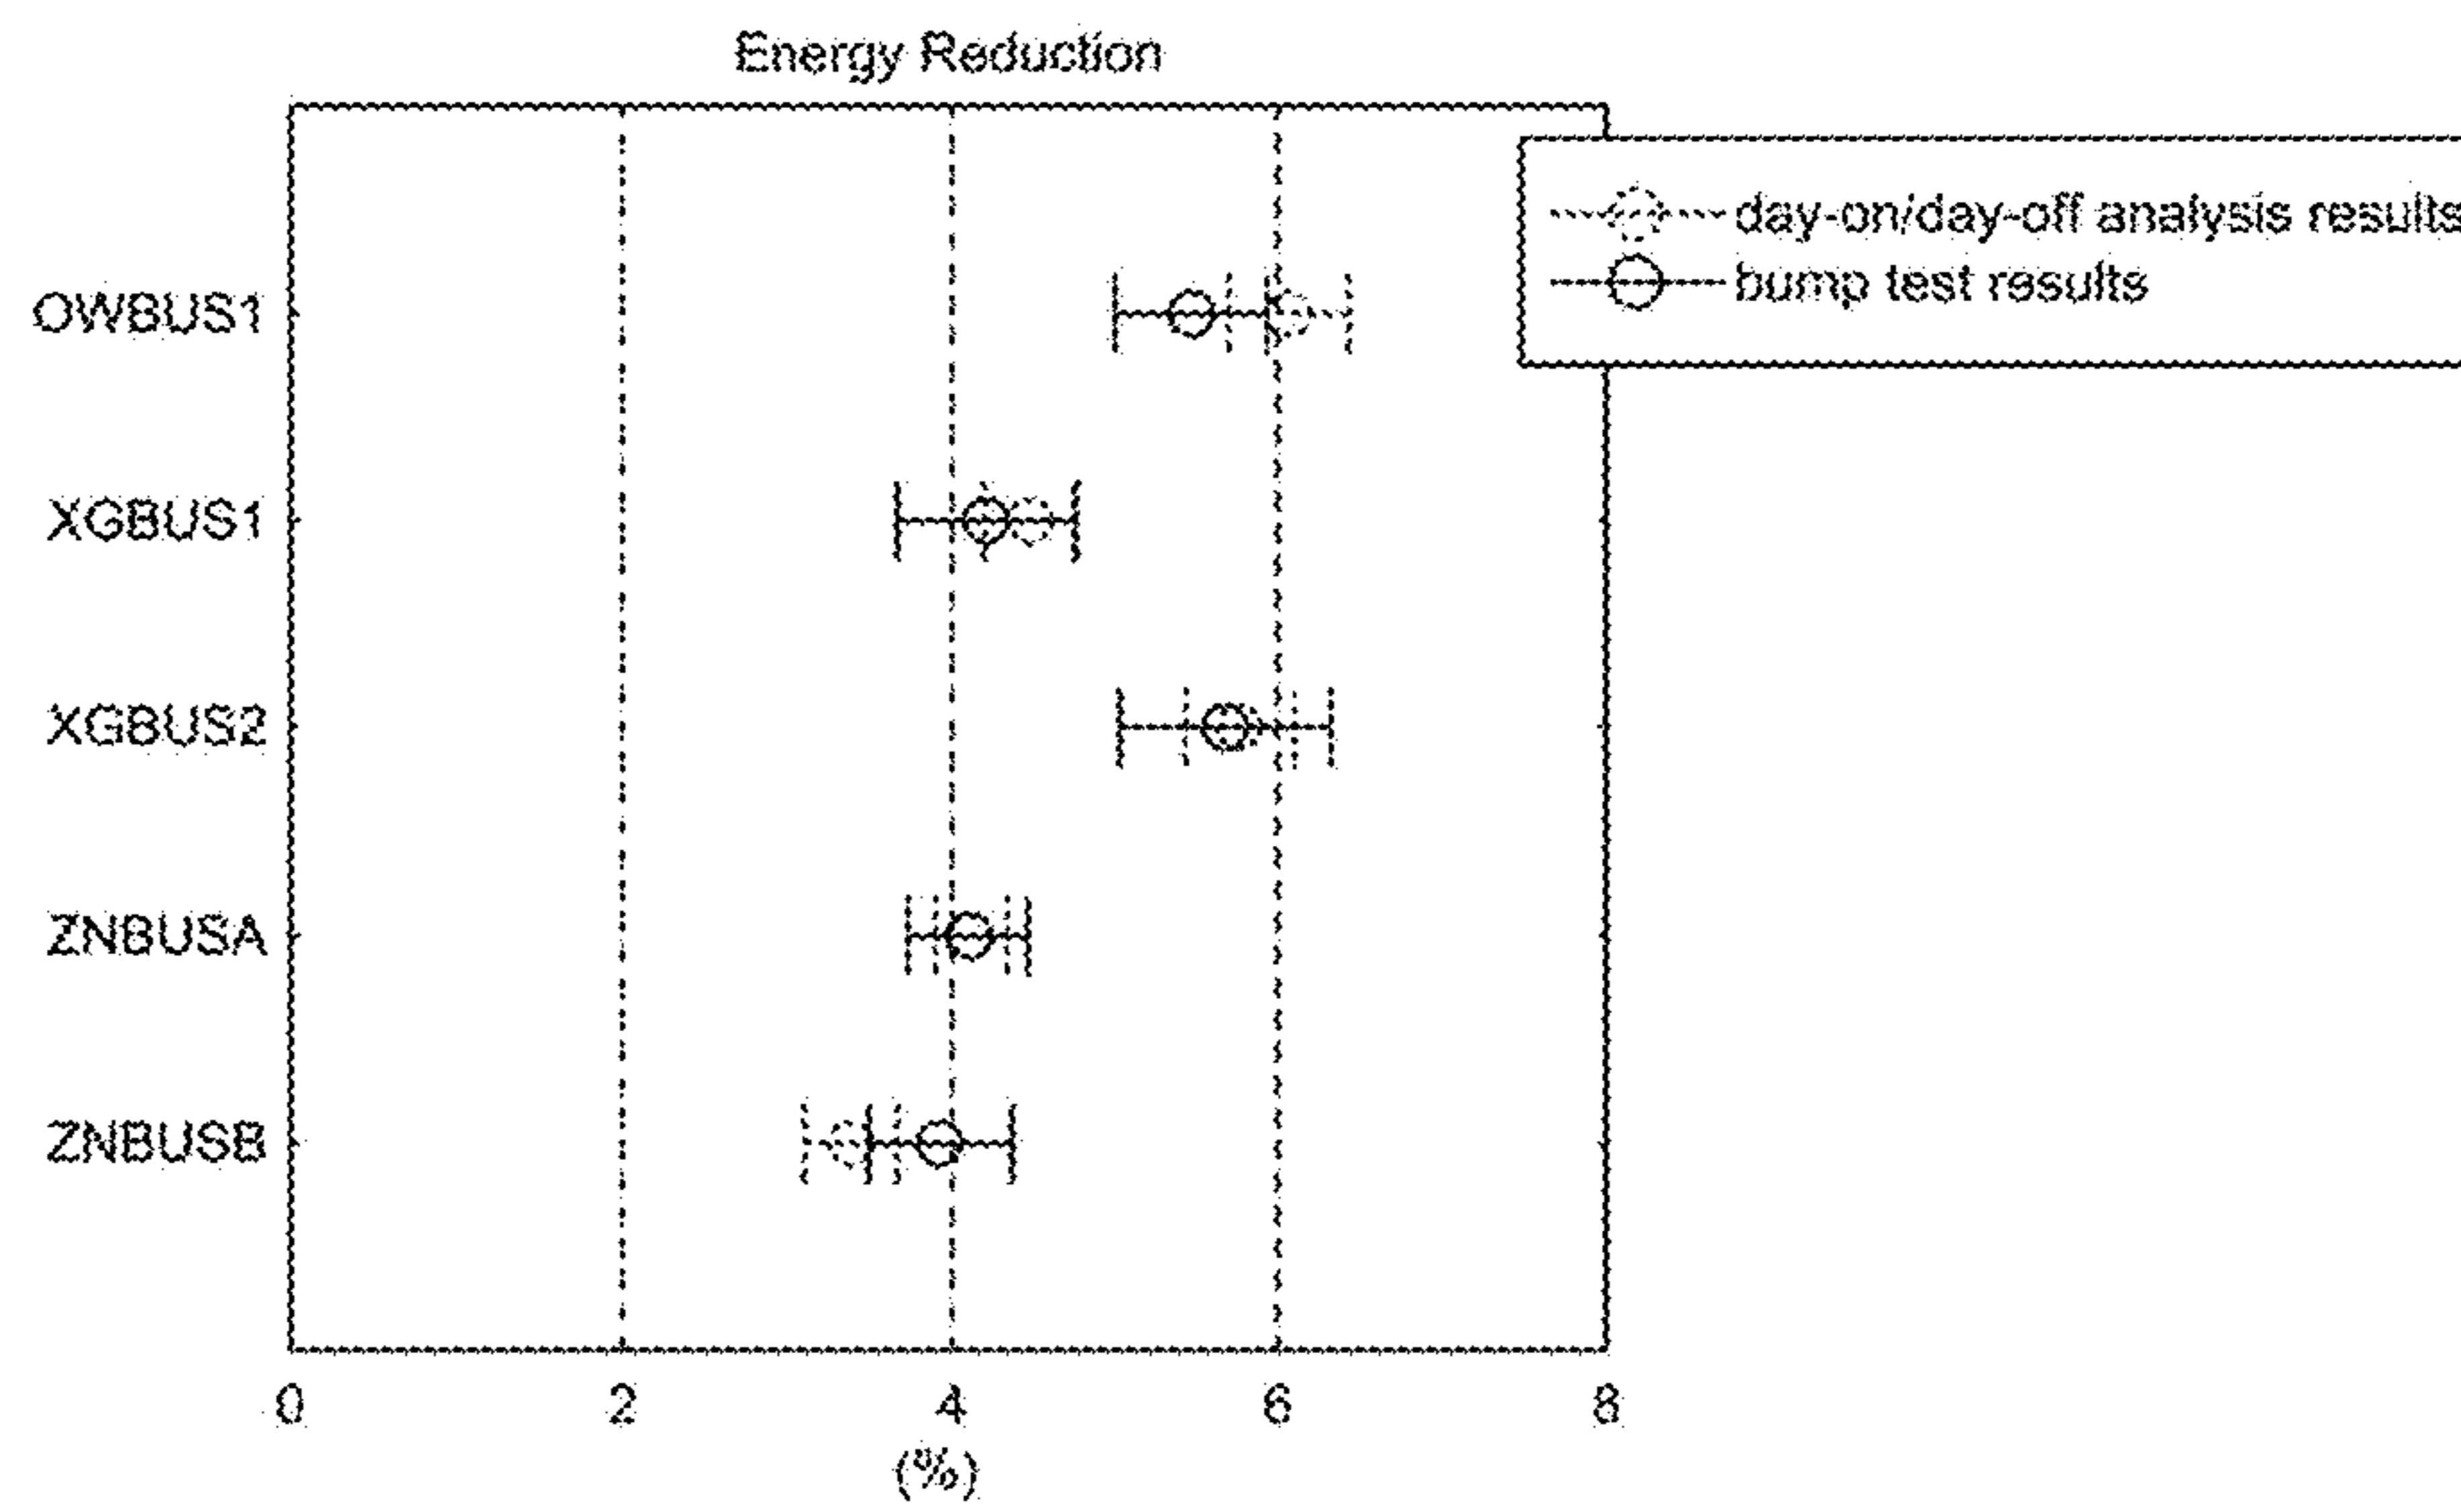 Energy Reduction
day-on/day-off analysis results
bump test results
OWBUS1
XGBUS1
XGBUS2
ZNBUSA
ZNBUSB
0 2 4 6 8
(%)